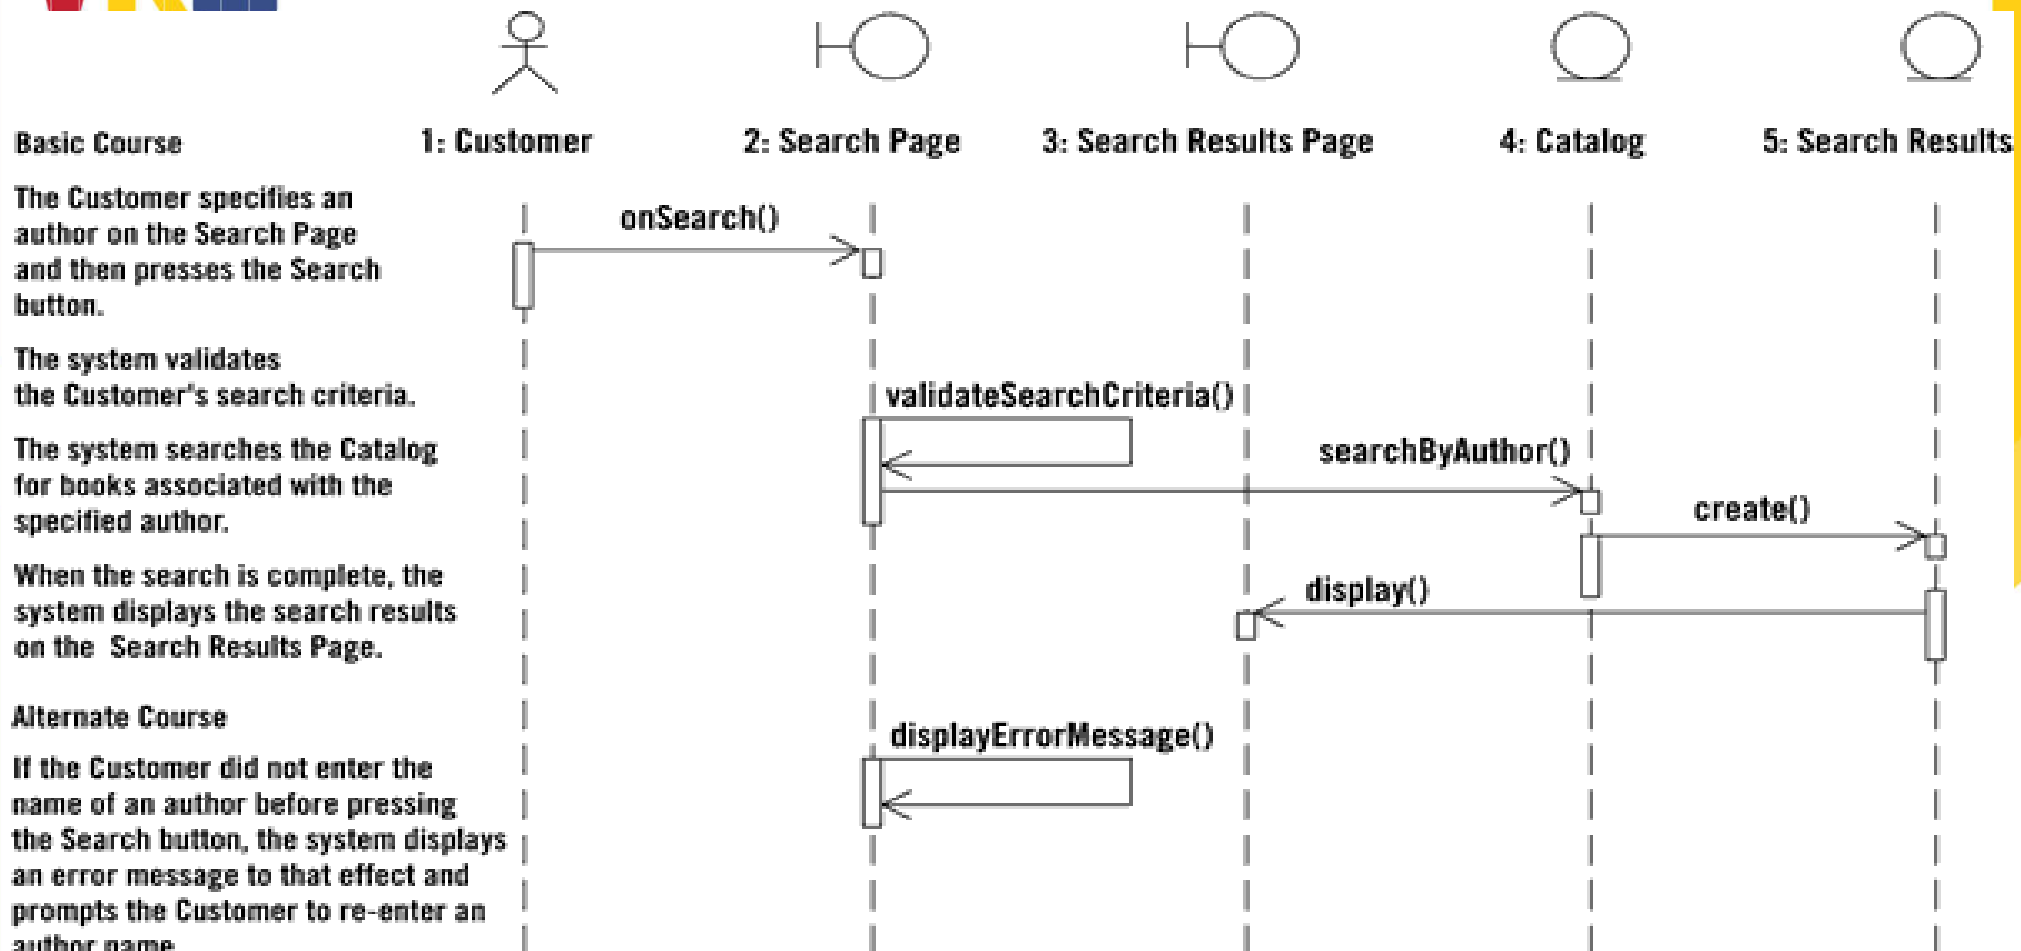 1: Customer
2: Search Page
3: Search Results Page
4: Catalog
5: Search Results
Basic Course
The Customer specifies an
author on the Search Page
and then presses the Search
button.
The system validates
the Customer's search criteria.
The system searches the Catalog
for books associated with the
specified author.
When the search is complete, the
system displays the search results
on the Search Results Page.
Alternate Course
If the Customer did not enter the
name of an author before pressing
the Search button, the system displays
an error message to that effect and
prompts the Customer to re-enter an
author name
onSearch()
validateSearchCriteria()
searchByAuthor()
create()
display()
displayErrorMessage()